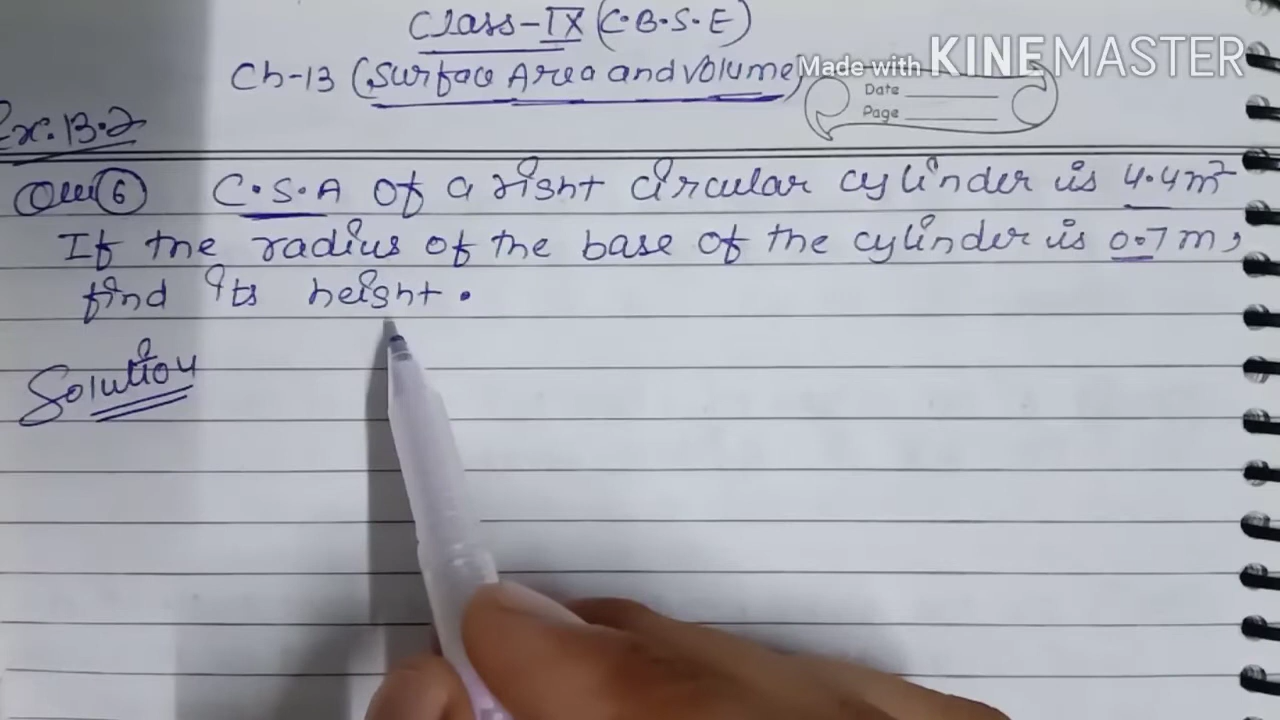 Class-IX (C.B.S.E)
Ch-13 (Surface Area and Volume)
Made with KINEMASTER
Date
Page
Ex.13.2
Que 6 C.S.A of a right circular cylinder is 4.4m²
If the radius of the base of the cylinder is 0.7m,
find its height.
Solution